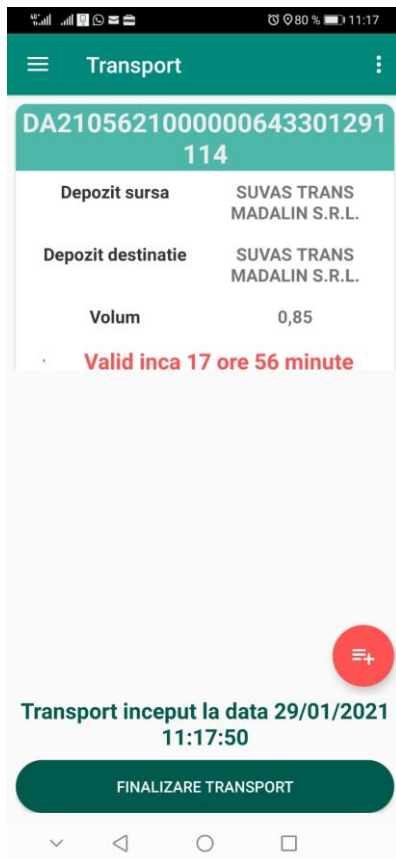 80 % 11:17
Transport
DA2105621000000643301291
114
Depozit sursa SUVAS TRANS
MADALIN S.R.L.
Depozit destinatie SUVAS TRANS
MADALIN S.R.L.
Volum 0,85
Valid inca 17 ore 56 minute
Transport inceput la data 29/01/2021
11:17:50
FINALIZARE TRANSPORT